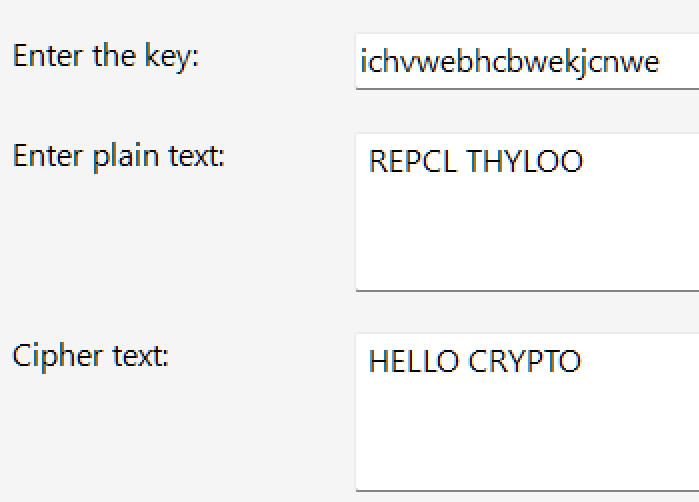 Enter the key: ichvwebhcbwekjcnwe
Enter plain text: REPCL THYLOO
Cipher text: HELLO CRYPTO